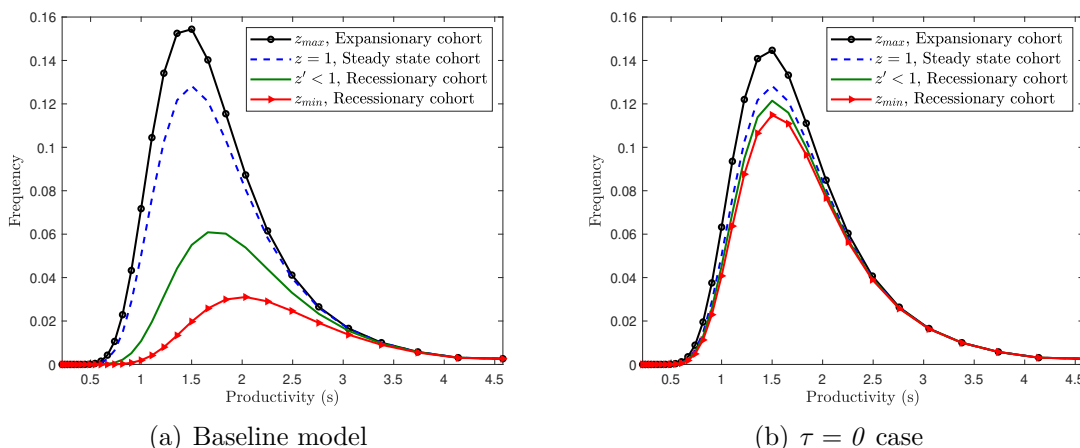 0.16
0.14
0.12
0.1
0.08
0.06
0.04
0.02
0
Frequency
0.5 1 1.5 2 2.5 3 3.5 4 4.5
Productivity (s)
z_max, Expansionary cohort
z = 1, Steady state cohort
z' < 1, Recessionary cohort
z_min, Recessionary cohort
(a) Baseline model
0.16
0.14
0.12
0.1
0.08
0.06
0.04
0.02
0
Frequency
0.5 1 1.5 2 2.5 3 3.5 4 4.5
Productivity (s)
z_max, Expansionary cohort
z = 1, Steady state cohort
z' < 1, Recessionary cohort
z_min, Recessionary cohort
(b) τ = 0 case